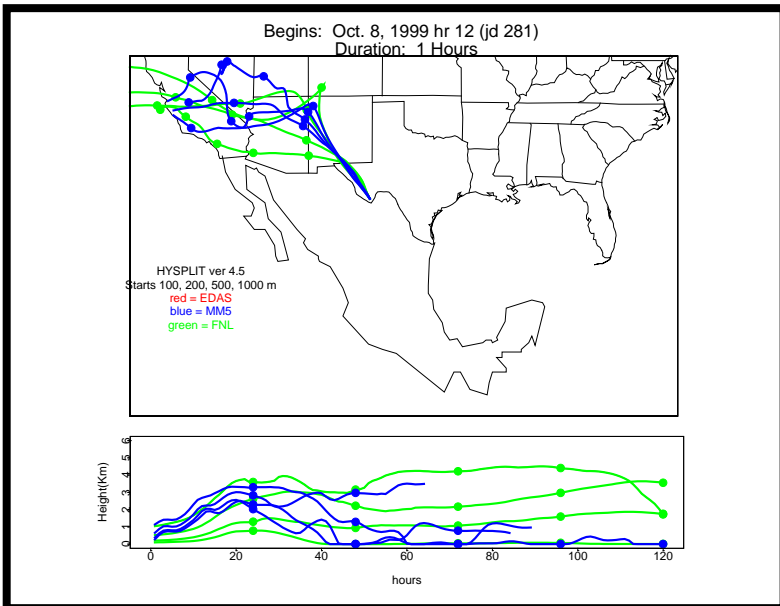 Begins:  Oct. 8, 1999 hr 12 (jd 281)
Duration:  1 Hours
HYSPLIT ver 4.5
Starts 100, 200, 500, 1000 m
red = EDAS
blue = MM5
green = FNL
Height(Km)
6
5
4
3
2
1
0
0 20 40 60 80 100 120
hours